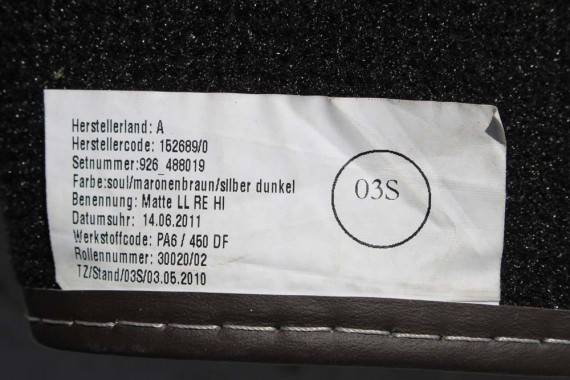 Herstellerland: A
Herstellercode: 152689/0
Setnummer:926_488019
Farbe:soul/maronenbraun/silber dunkel
Benennung: Matte LL RE HI
Datumsuhr: 14.06.2011
Werkstoffcode: PA6 / 450 DF
Rollennummer: 30020/02
TZ/Stand/03S/03.05.2010
03S